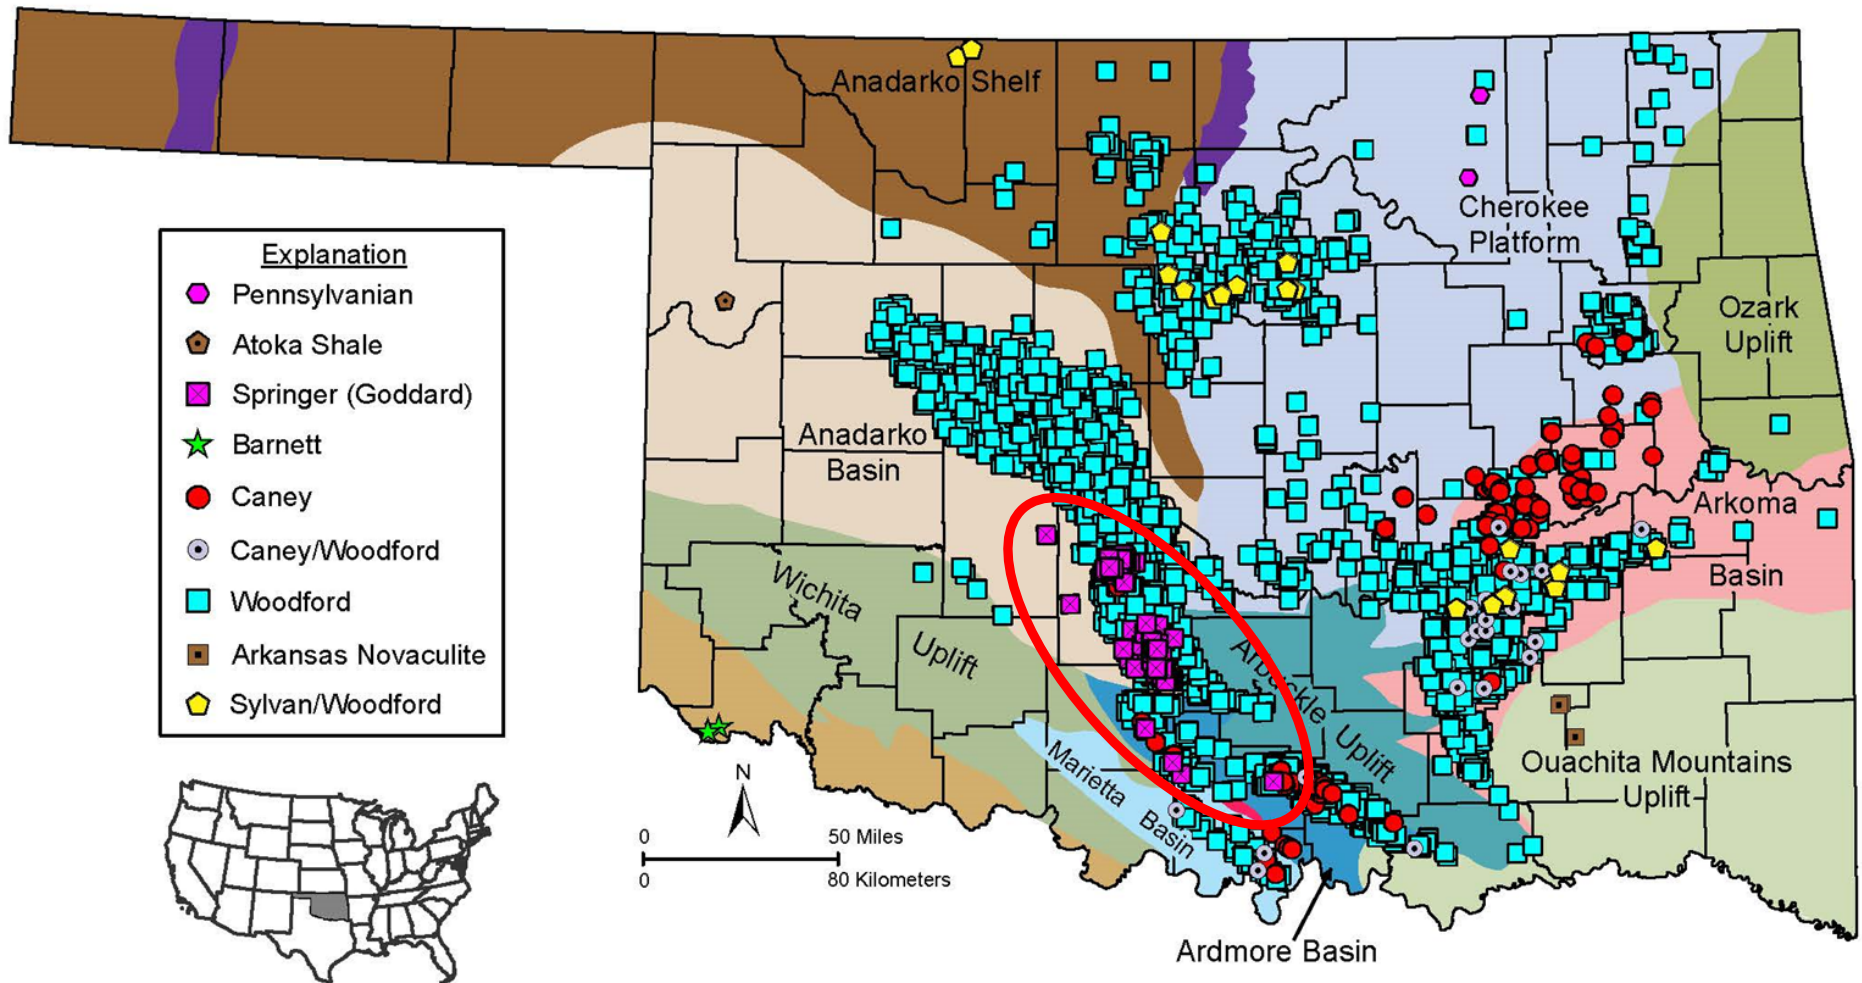 Anadarko Shelf
Cherokee
Platform
Ozark
Uplift
Explanation
Pennsylvanian
Atoka Shale
Springer (Goddard)
Barnett
Caney
Caney/Woodford
Woodford
Arkansas Novaculite
Sylvan/Woodford
Anadarko
Basin
Arkoma
Basin
Wichita
Uplift
Arbuckle
Uplift
Ouachita Mountains
Uplift
Marietta
Basin
Ardmore Basin
N
0
50 Miles
0
80 Kilometers